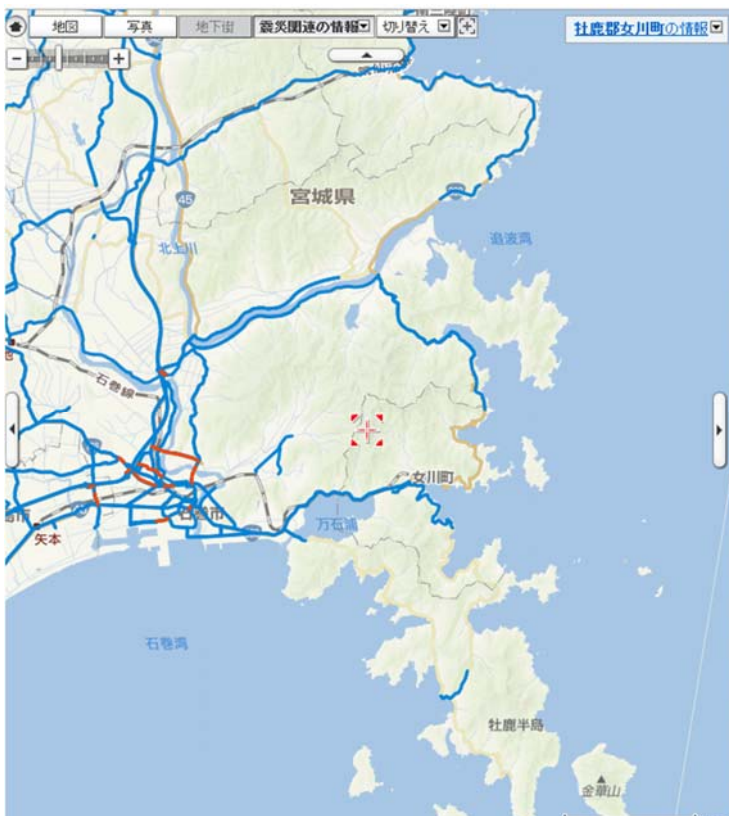 地図 写真 地下街 震災関連の情報 切り替え
牡鹿郡女川町の情報
宮城県
45
追波湾
北上川
石巻線
女川町
万石浦
石巻市
矢本
石巻湾
牡鹿半島
金華山